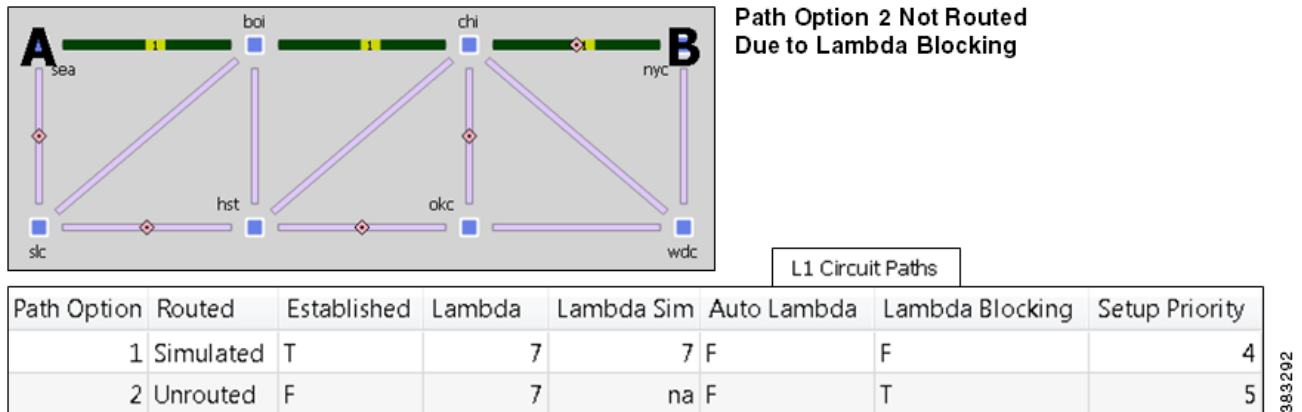 Path Option 2 Not Routed
Due to Lambda Blocking
boi
chi
A
1
1
1
B
sea
nyc
hst
okc
slc
wdc
L1 Circuit Paths
Path Option Routed Established Lambda Lambda Sim Auto Lambda Lambda Blocking Setup Priority
1 Simulated T 7 7 F F 4
2 Unrouted F 7 na F T 5
383292